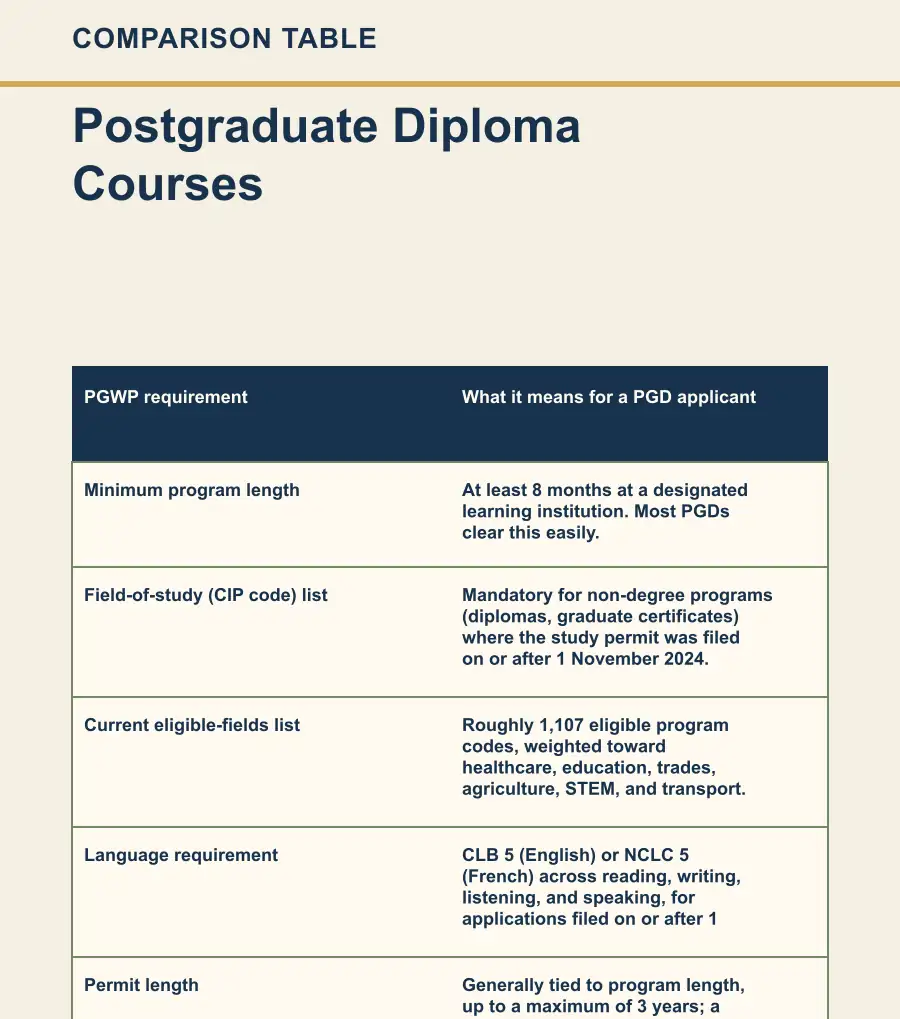 COMPARISON TABLE
Postgraduate Diploma
Courses
PGWP requirement
What it means for a PGD applicant
Minimum program length
At least 8 months at a designated
learning institution. Most PGDs
clear this easily.
Field-of-study (CIP code) list
Mandatory for non-degree programs
(diplomas, graduate certificates)
where the study permit was filed
on or after 1 November 2024.
Current eligible-fields list
Roughly 1,107 eligible program
codes, weighted toward
healthcare, education, trades,
agriculture, STEM, and transport.
Language requirement
CLB 5 (English) or NCLC 5
(French) across reading, writing,
listening, and speaking, for
applications filed on or after 1
Permit length
Generally tied to program length,
up to a maximum of 3 years; a